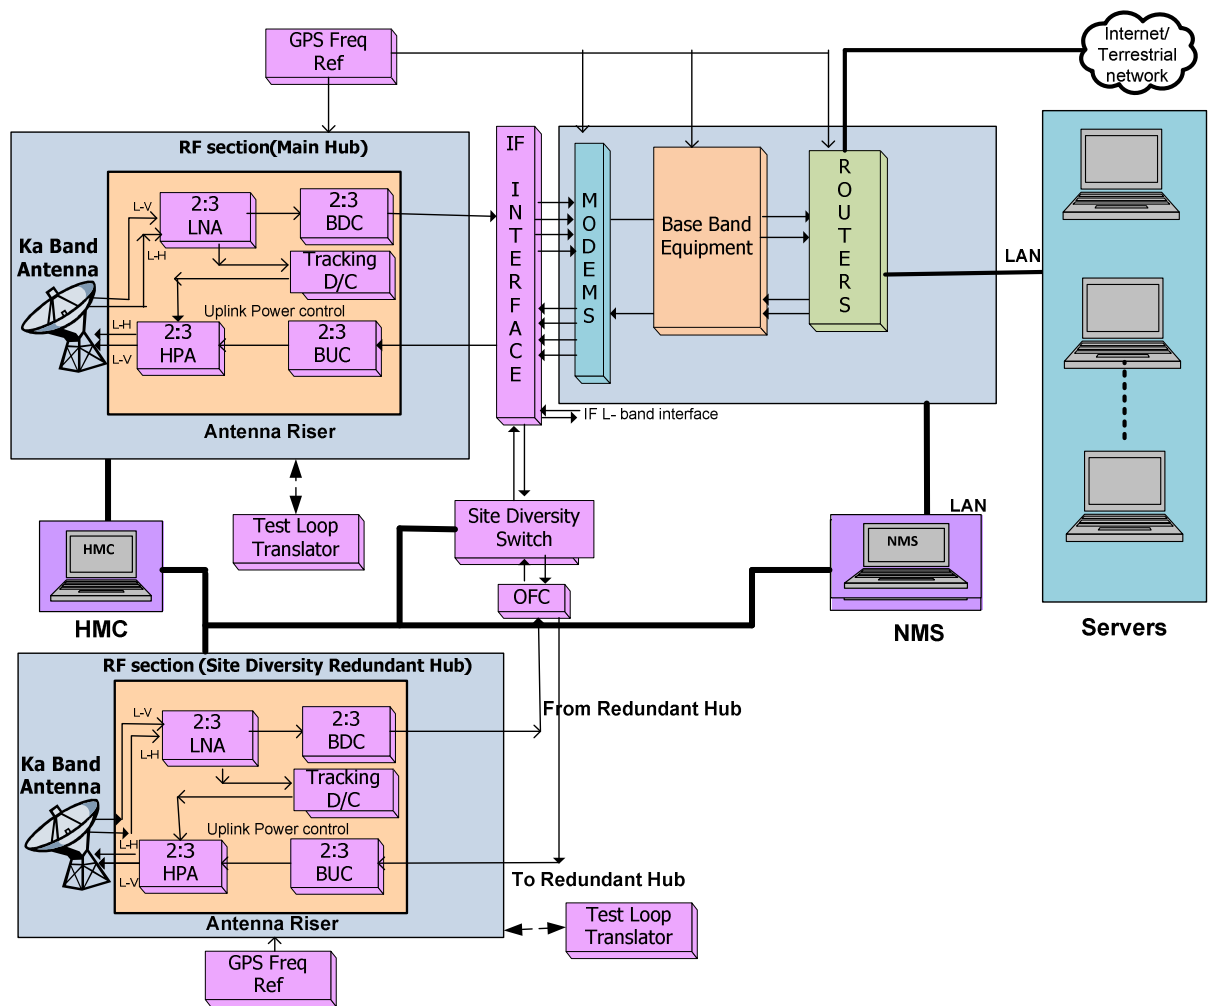 GPS Freq
Ref
Internet/
Terrestrial
network
RF section(Main Hub)
IF
INTERFACE
MODEMS
Base Band
Equipment
ROUTERS
2:3
LNA
2:3
BDC
L-V
L-H
Ka Band
Antenna
Tracking
D/C
Uplink Power control
L-H
L-V
2:3
HPA
2:3
BUC
Antenna Riser
IF L- band interface
LAN
Test Loop
Translator
Site Diversity
Switch
OFC
HMC
HMC
LAN
NMS
NMS
Servers
RF section (Site Diversity Redundant Hub)
L-V
L-H
2:3
LNA
2:3
BDC
From Redundant Hub
Ka Band
Antenna
Tracking
D/C
Uplink Power control
L-H
L-V
2:3
HPA
2:3
BUC
To Redundant Hub
Antenna Riser
Test Loop
Translator
GPS Freq
Ref